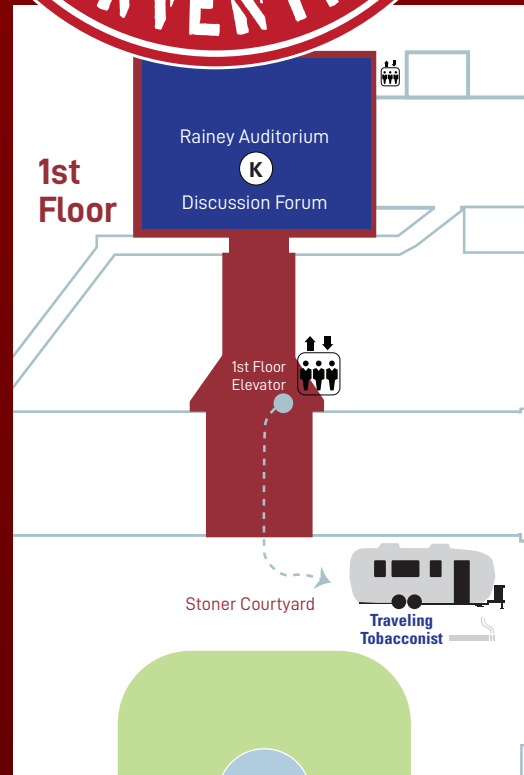 Rainey Auditorium
K
Discussion Forum
1st
Floor
1st Floor
Elevator
Stoner Courtyard
Traveling
Tobacconist